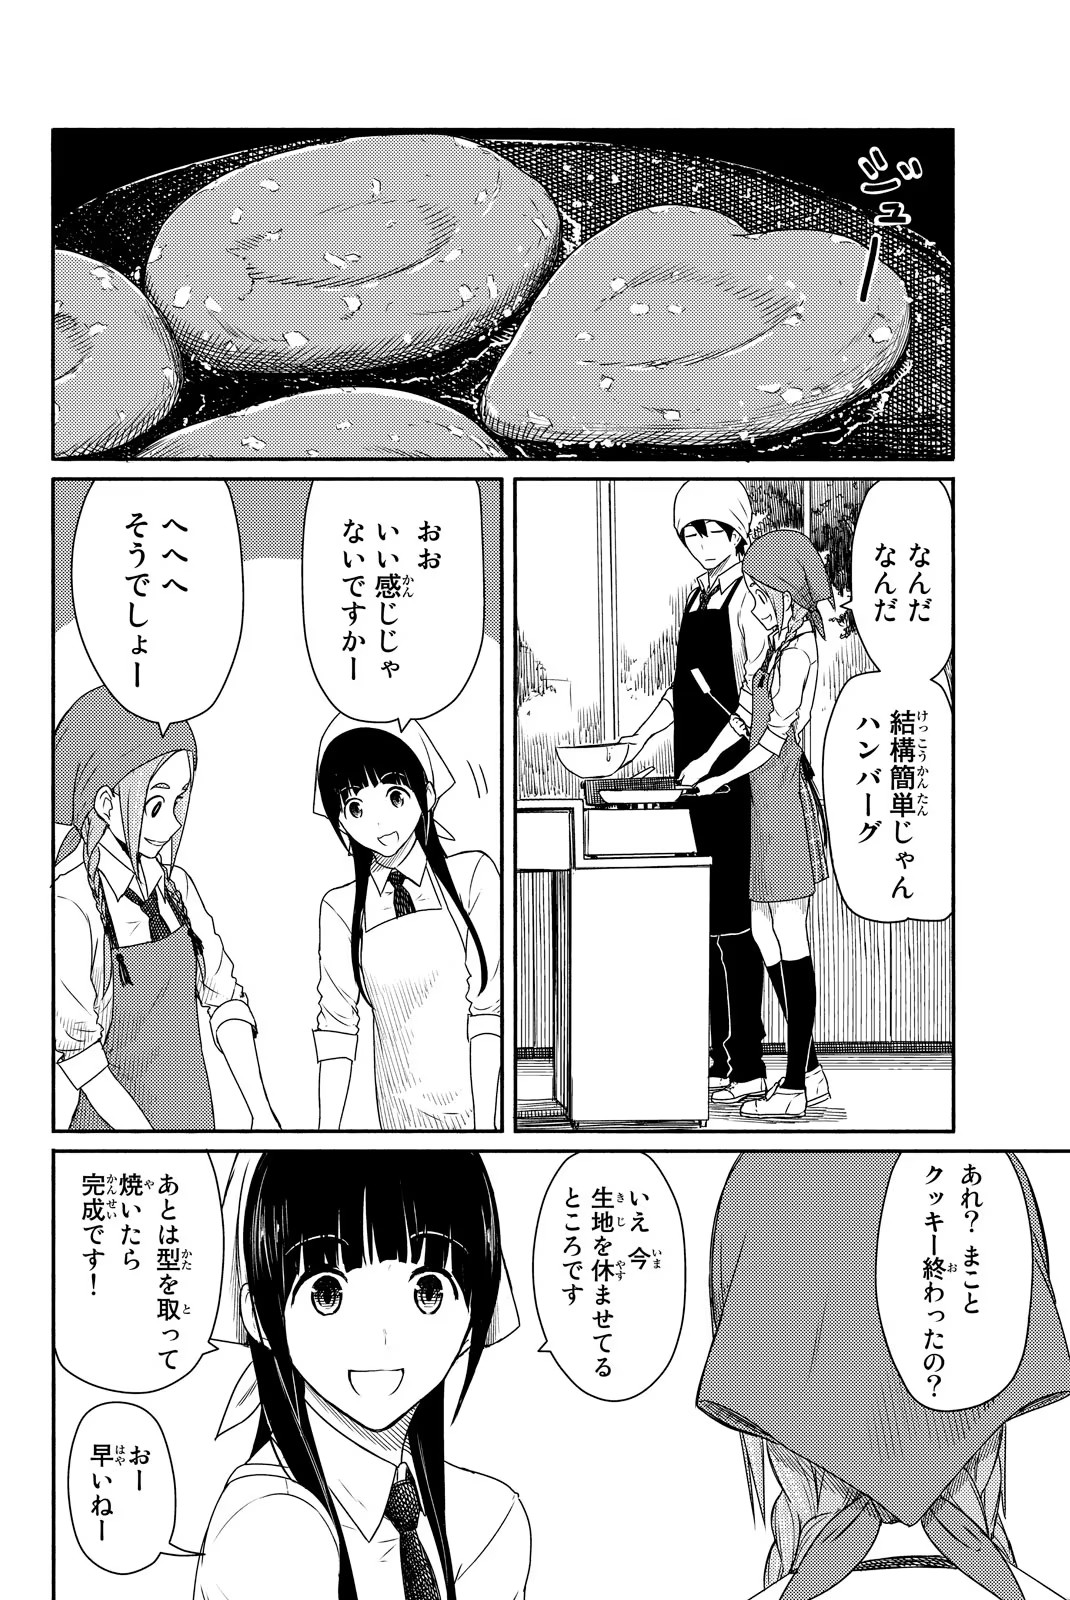 ジュー
なんだ
なんだ
結構簡単じゃん
ハンバーグ
おお
いい感じじゃ
ないですかー
へへへ
そうでしょー
あれ？まこと
クッキー終わったの？
いえ 今
生地を休ませてる
ところです
あとは型を取って
焼いたら
完成です！
おー
早いねー